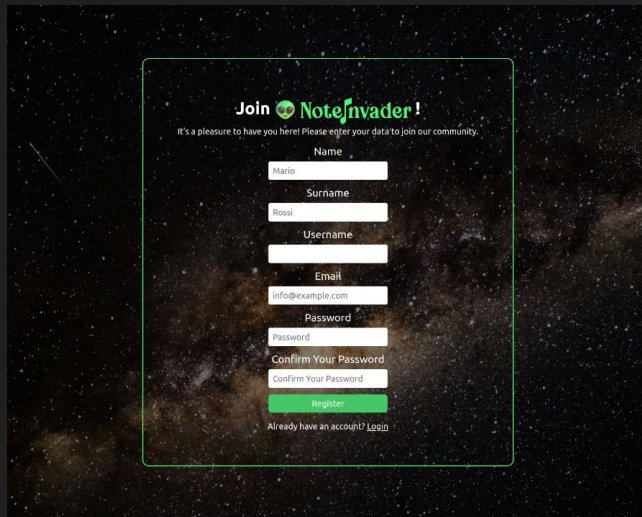 Join NoteInvader !
It's a pleasure to have you here! Please enter your data to join our community.
Name
Mario
Surname
Rossi
Username
Email
info@example.com
Password
Password
Confirm Your Password
Confirm Your Password
Register
Already have an account? Login